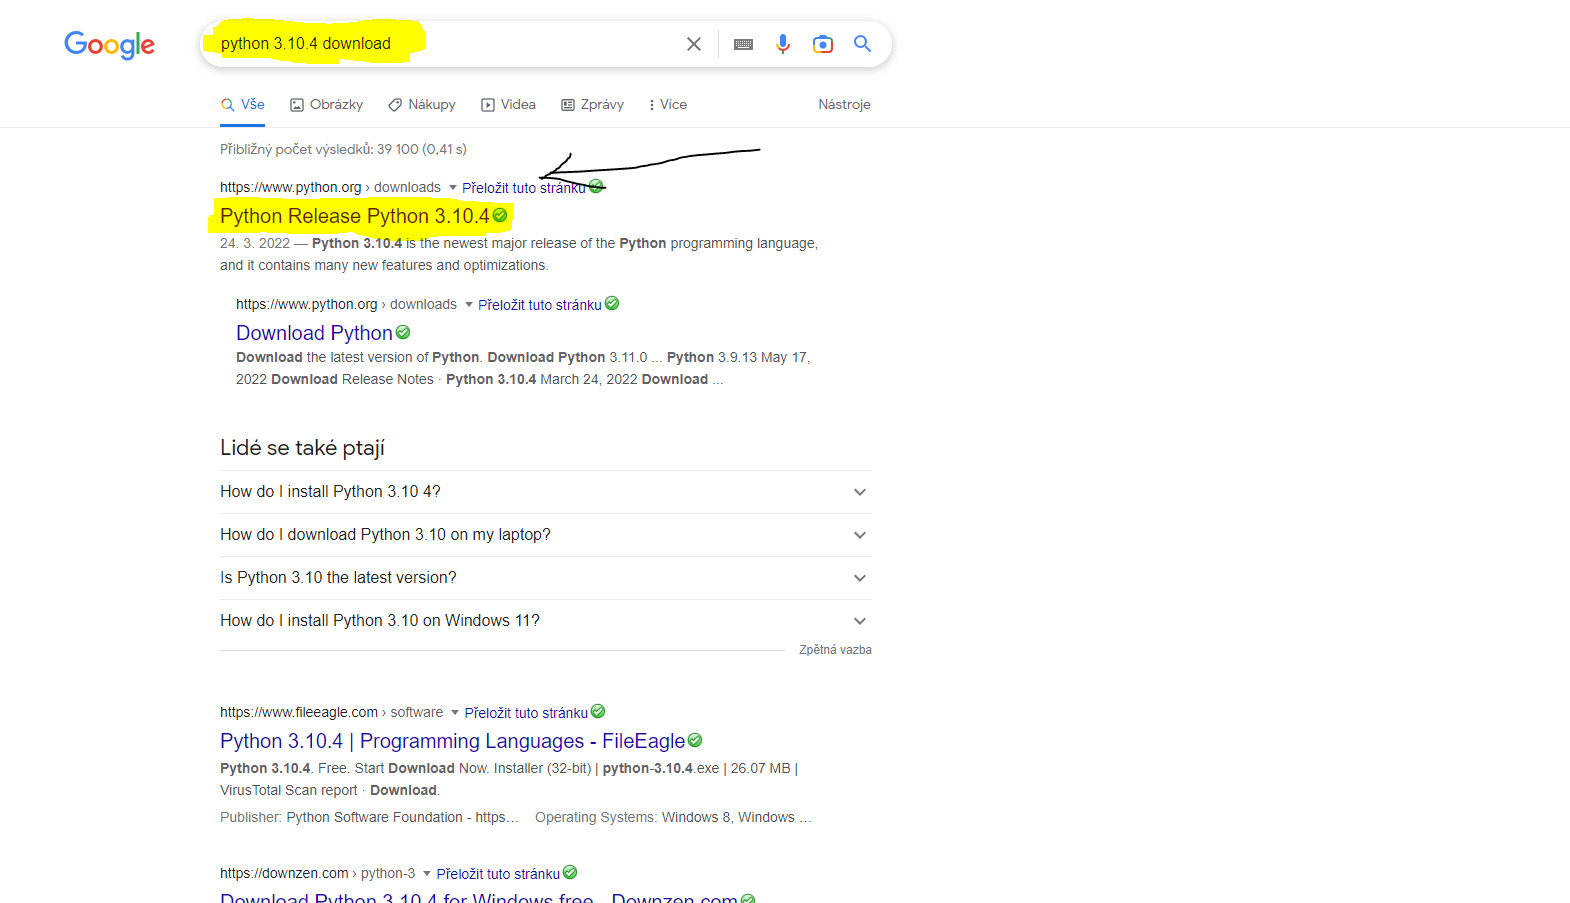 Google
python 3.10.4 download
Vše Obrázky Nákupy Videa Zprávy Více Nástroje
Přibližný počet výsledků: 39 100 (0,41 s)
https://www.python.org › downloads Přeložit tuto stránku
Python Release Python 3.10.4
24. 3. 2022 — Python 3.10.4 is the newest major release of the Python programming language,
and it contains many new features and optimizations.
https://www.python.org › downloads Přeložit tuto stránku
Download Python
Download the latest version of Python. Download Python 3.11.0 ... Python 3.9.13 May 17,
2022 Download Release Notes · Python 3.10.4 March 24, 2022 Download ...
Lidé se také ptají
How do I install Python 3.10 4?
How do I download Python 3.10 on my laptop?
Is Python 3.10 the latest version?
How do I install Python 3.10 on Windows 11?
Zpětná vazba
https://www.fileeagle.com › software Přeložit tuto stránku
Python 3.10.4 | Programming Languages - FileEagle
Python 3.10.4. Free. Start Download Now. Installer (32-bit) | python-3.10.4.exe | 26.07 MB |
VirusTotal Scan report · Download.
Publisher: Python Software Foundation - https... Operating Systems: Windows 8, Windows ...
https://downzen.com › python-3 Přeložit tuto stránku
Download Python 3.10.4 for Windows free - Downzen.com